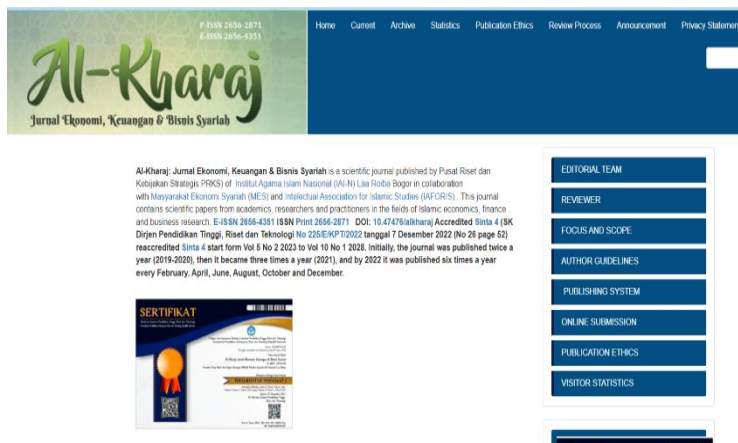 P-ISSN 2656-2871
E-ISSN 2656-4351
Al-Kharaj
Jurnal Ekonomi, Keuangan & Bisnis Syariah
Home Current Archive Statistics Publication Ethics Review Process Announcement Privacy Statemen
Al-Kharaj: Jurnal Ekonomi, Keuangan & Bisnis Syariah is a scientific journal published by Pusat Riset dan
Kebijakan Strategis PRKS) of Institut Agama Islam Nasional (IAI-N) Laa Roiba Bogor in collaboration
with Masyarakat Ekonomi Syariah (MES) and Intelectual Association for Islamic Studies (IAFORIS) . This journal
contains scientific papers from academics, researchers and practitioners in the fields of Islamic economics, finance
and business research. E-ISSN 2656-4351 ISSN Print 2656-2871 DOI: 10.47476/alkharaj Accredited Sinta 4 (SK
Dirjen Pendidikan Tinggi, Riset dan Teknologi No 225/E/KPT/2022 tanggal 7 Desember 2022 (No 26 page 52)
reaccredited Sinta 4 start form Vol 5 No 2 2023 to Vol 10 No 1 2028. Initially, the journal was published twice a
year (2019-2020), then it became three times a year (2021), and by 2022 it was published six times a year
every February, April, June, August, October and December.
SERTIFIKAT
EDITORIAL TEAM
REVIEWER
FOCUS AND SCOPE
AUTHOR GUIDELINES
PUBLISHING SYSTEM
ONLINE SUBMISSION
PUBLICATION ETHICS
VISITOR STATISTICS